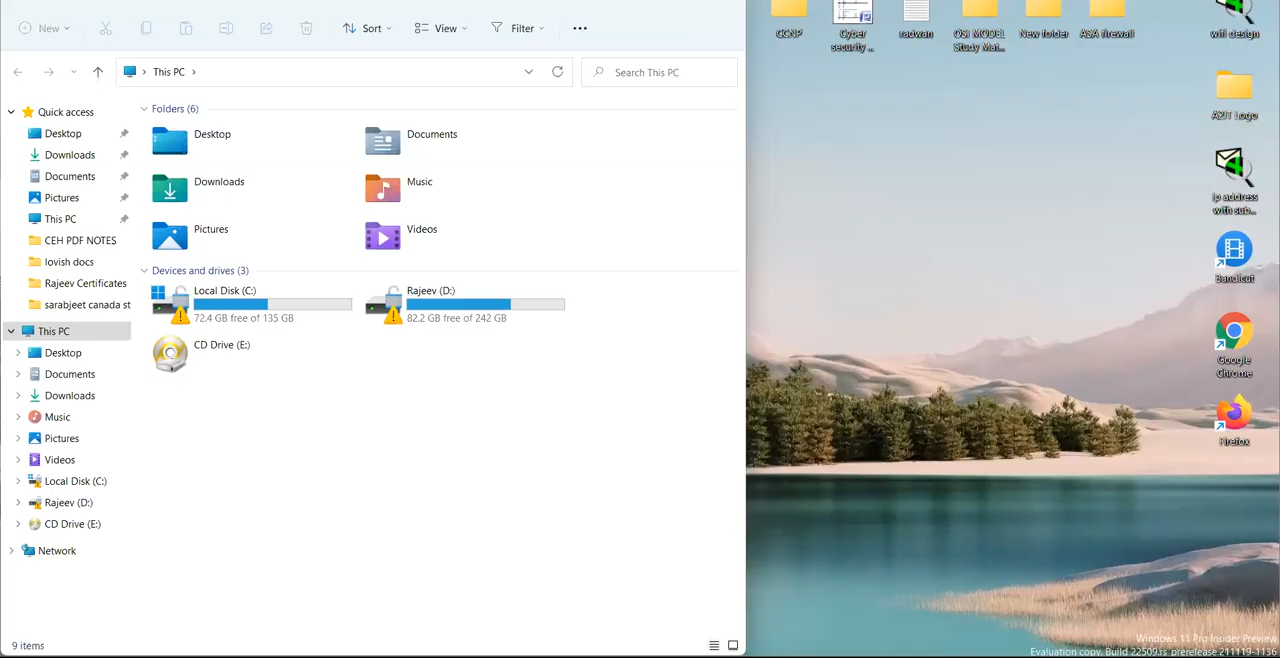 New
Sort
View
Filter
This PC
Search This PC
Quick access
Desktop
Downloads
Documents
Pictures
This PC
CEH PDF NOTES
lovish docs
Rajeev Certificates
sarabjeet canada st
This PC
Desktop
Documents
Downloads
Music
Pictures
Videos
Local Disk (C:)
Rajeev (D:)
CD Drive (E:)
Network
Folders (6)
Desktop
Documents
Downloads
Music
Pictures
Videos
Devices and drives (3)
Local Disk (C:)
72.4 GB free of 135 GB
Rajeev (D:)
82.2 GB free of 242 GB
CD Drive (E:)
9 items
CCNP
Cyber
security ...
radwan
OSI MODEL
Study Mat...
New folder
ASA firewall
wifi design
A2IT Logo
ip address
with sub...
Bandicut
Google
Chrome
Firefox
Windows 11 Pro Insider Preview
Evaluation copy. Build 22509.rs_prerelease.211119-1136